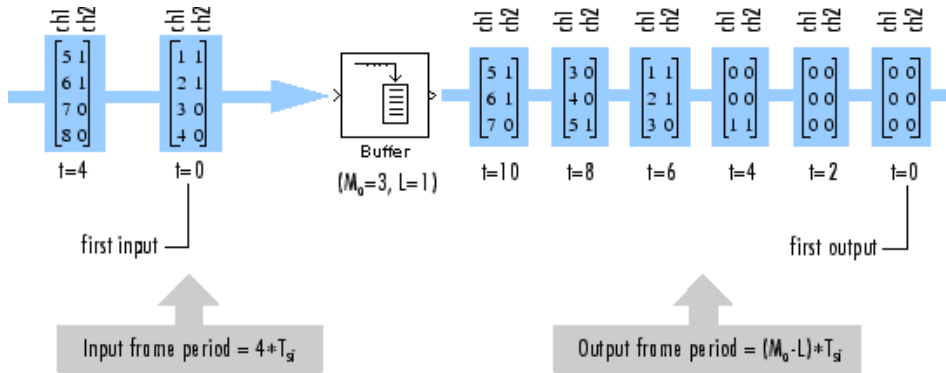 ch1 ch2 ch1 ch2 ch1 ch2 ch1 ch2 ch1 ch2 ch1 ch2 ch1 ch2 ch1 ch2
5 1 1 1 5 1 3 0 1 1 0 0 0 0 0 0
6 1 2 1 6 1 4 0 2 1 0 0 0 0 0 0
7 0 3 0 7 0 5 1 3 0 1 1 0 0 0 0
8 0 4 0
Buffer
t=4 t=0 (Mo=3, L=1) t=10 t=8 t=6 t=4 t=2 t=0
first input first output
Input frame period = 4*Tsi Output frame period = (Mo-L)*Tsi